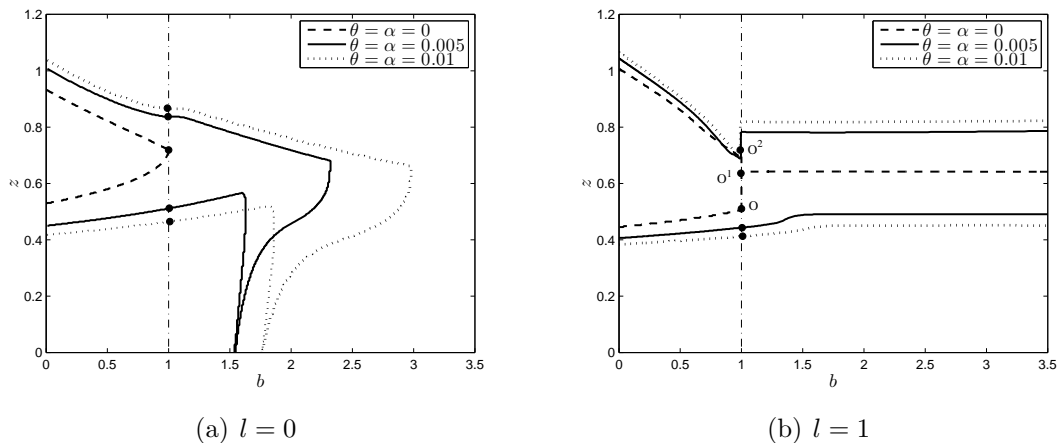 1.2
1
0.8
0.6
0.4
0.2
0
z
0 0.5 1 1.5 2 2.5 3 3.5
b
θ = α = 0
θ = α = 0.005
θ = α = 0.01
(a) l = 0
1.2
1
0.8
0.6
0.4
0.2
0
z
0 0.5 1 1.5 2 2.5 3 3.5
b
θ = α = 0
θ = α = 0.005
θ = α = 0.01
O²
O¹
O
(b) l = 1